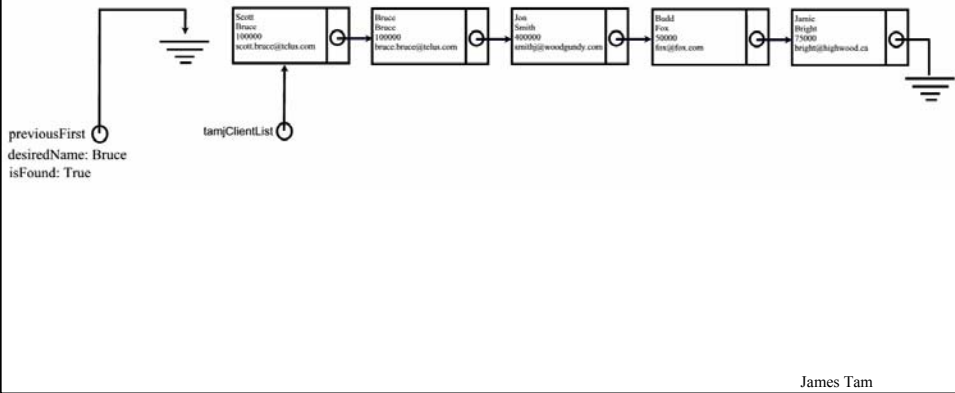 Scott
Bruce
100000
scott.bruce@telus.com
Bruce
Bruce
100000
bruce.bruce@telus.com
Jon
Smith
400000
smithj@woodgundy.com
Budd
Fox
50000
fox@fox.com
Jamie
Bright
75000
bright@highwood.ca
previousFirst
desiredName: Bruce
isFound: True
tamjClientList
James Tam